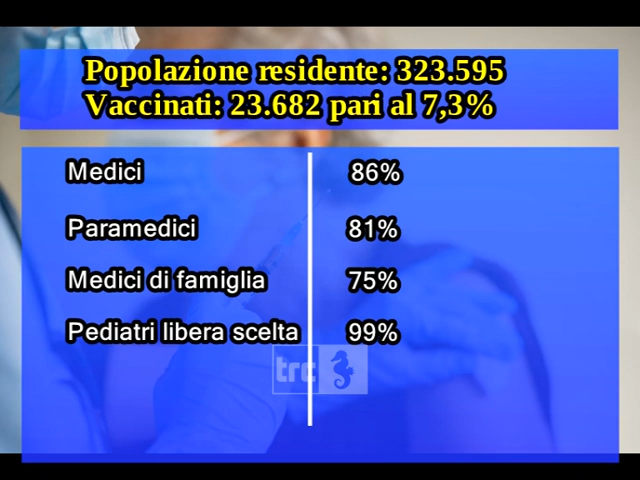 Popolazione residente: 323.595
Vaccinati: 23.682 pari al 7,3%
Medici 86%
Paramedici 81%
Medici di famiglia 75%
Pediatri libera scelta 99%
trc